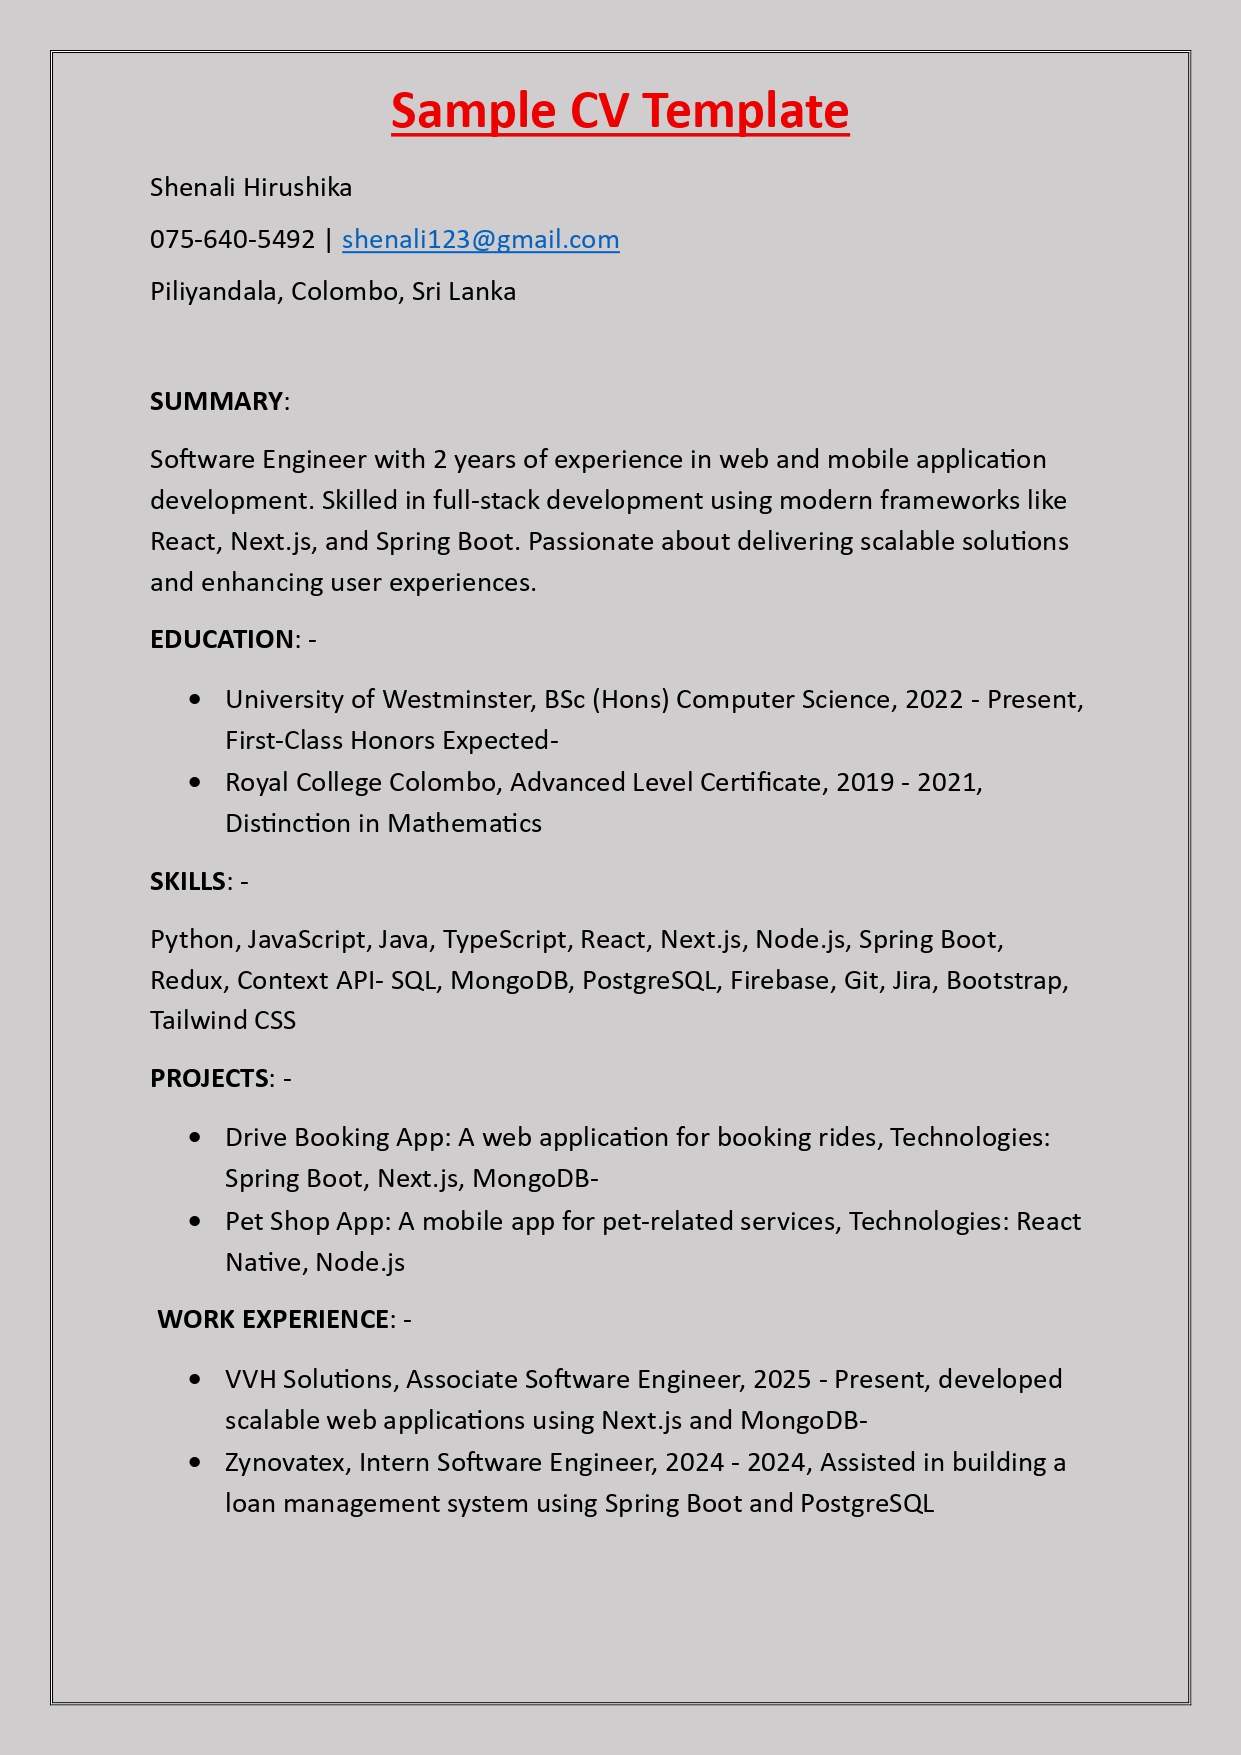 Sample CV Template
Shenali Hirushika
075-640-5492 | shenali123@gmail.com
Piliyandala, Colombo, Sri Lanka
SUMMARY:
Software Engineer with 2 years of experience in web and mobile application
development. Skilled in full-stack development using modern frameworks like
React, Next.js, and Spring Boot. Passionate about delivering scalable solutions
and enhancing user experiences.
EDUCATION: -
• University of Westminster, BSc (Hons) Computer Science, 2022 - Present,
First-Class Honors Expected-
• Royal College Colombo, Advanced Level Certificate, 2019 - 2021,
Distinction in Mathematics
SKILLS: -
Python, JavaScript, Java, TypeScript, React, Next.js, Node.js, Spring Boot,
Redux, Context API- SQL, MongoDB, PostgreSQL, Firebase, Git, Jira, Bootstrap,
Tailwind CSS
PROJECTS: -
• Drive Booking App: A web application for booking rides, Technologies:
Spring Boot, Next.js, MongoDB-
• Pet Shop App: A mobile app for pet-related services, Technologies: React
Native, Node.js
WORK EXPERIENCE: -
• VVH Solutions, Associate Software Engineer, 2025 - Present, developed
scalable web applications using Next.js and MongoDB-
• Zynovatex, Intern Software Engineer, 2024 - 2024, Assisted in building a
loan management system using Spring Boot and PostgreSQL